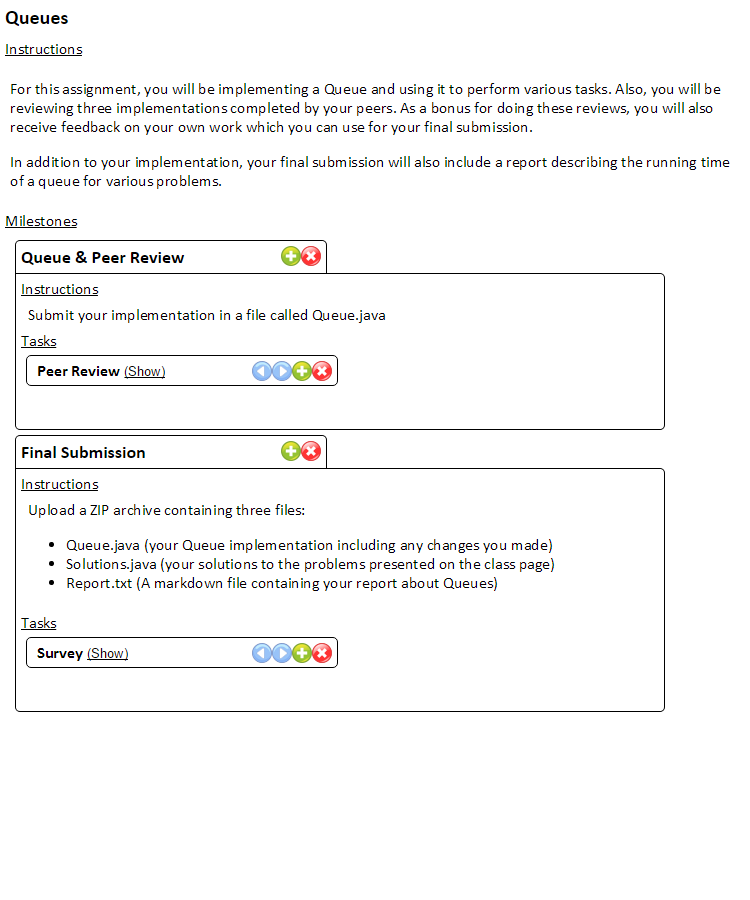 Queues
Instructions
For this assignment, you will be implementing a Queue and using it to perform various tasks. Also, you will be
reviewing three implementations completed by your peers. As a bonus for doing these reviews, you will also
receive feedback on your own work which you can use for your final submission.
In addition to your implementation, your final submission will also include a report describing the running time
of a queue for various problems.
Milestones
Queue & Peer Review
Instructions
Submit your implementation in a file called Queue.java
Tasks
Peer Review (Show)
Final Submission
Instructions
Upload a ZIP archive containing three files:
• Queue.java (your Queue implementation including any changes you made)
• Solutions.java (your solutions to the problems presented on the class page)
• Report.txt (A markdown file containing your report about Queues)
Tasks
Survey (Show)